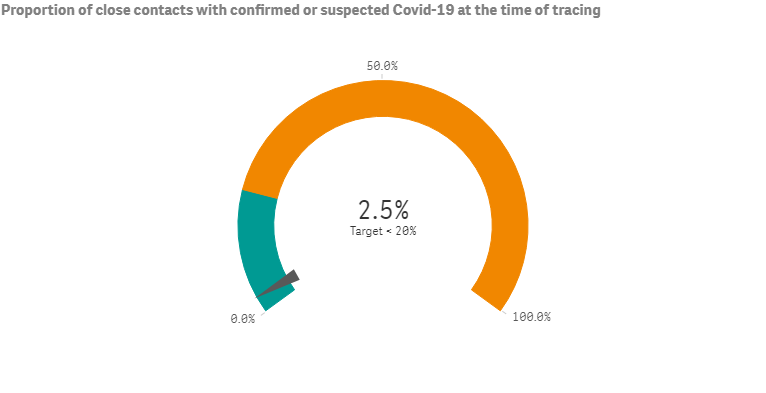 Proportion of close contacts with confirmed or suspected Covid-19 at the time of tracing
50.0%
2.5%
Target < 20%
0.0%
100.0%